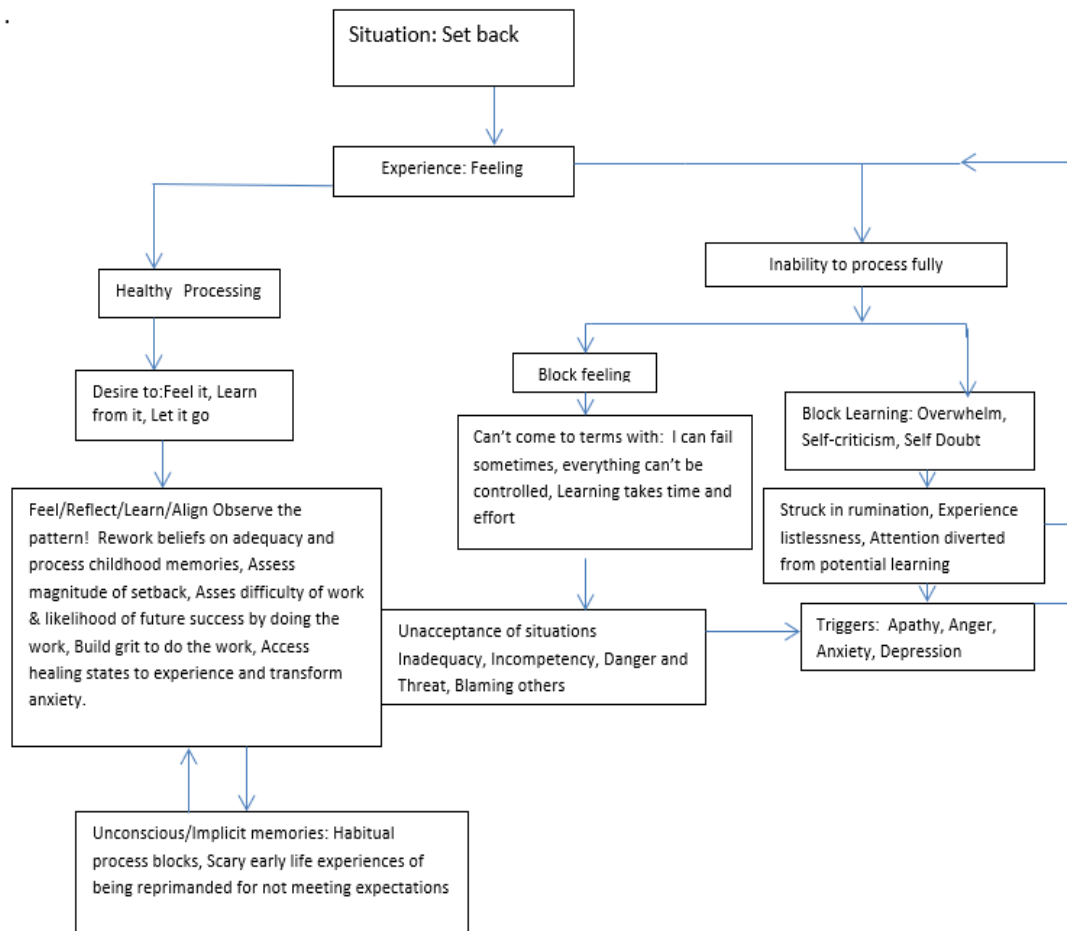 .
Situation: Set back
Experience: Feeling
Healthy Processing
Desire to:Feel it, Learn
from it, Let it go
Feel/Reflect/Learn/Align Observe the
pattern! Rework beliefs on adequacy and
process childhood memories, Assess
magnitude of setback, Asses difficulty of work
& likelihood of future success by doing the
work, Build grit to do the work, Access
healing states to experience and transform
anxiety.
Unconscious/Implicit memories: Habitual
process blocks, Scary early life experiences of
being reprimanded for not meeting expectations
Inability to process fully
Block feeling
Can’t come to terms with: I can fail
sometimes, everything can’t be
controlled, Learning takes time and
effort
Unacceptance of situations
Inadequacy, Incompetency, Danger and
Threat, Blaming others
Block Learning: Overwhelm,
Self-criticism, Self Doubt
Struck in rumination, Experience
listlessness, Attention diverted
from potential learning
Triggers: Apathy, Anger,
Anxiety, Depression